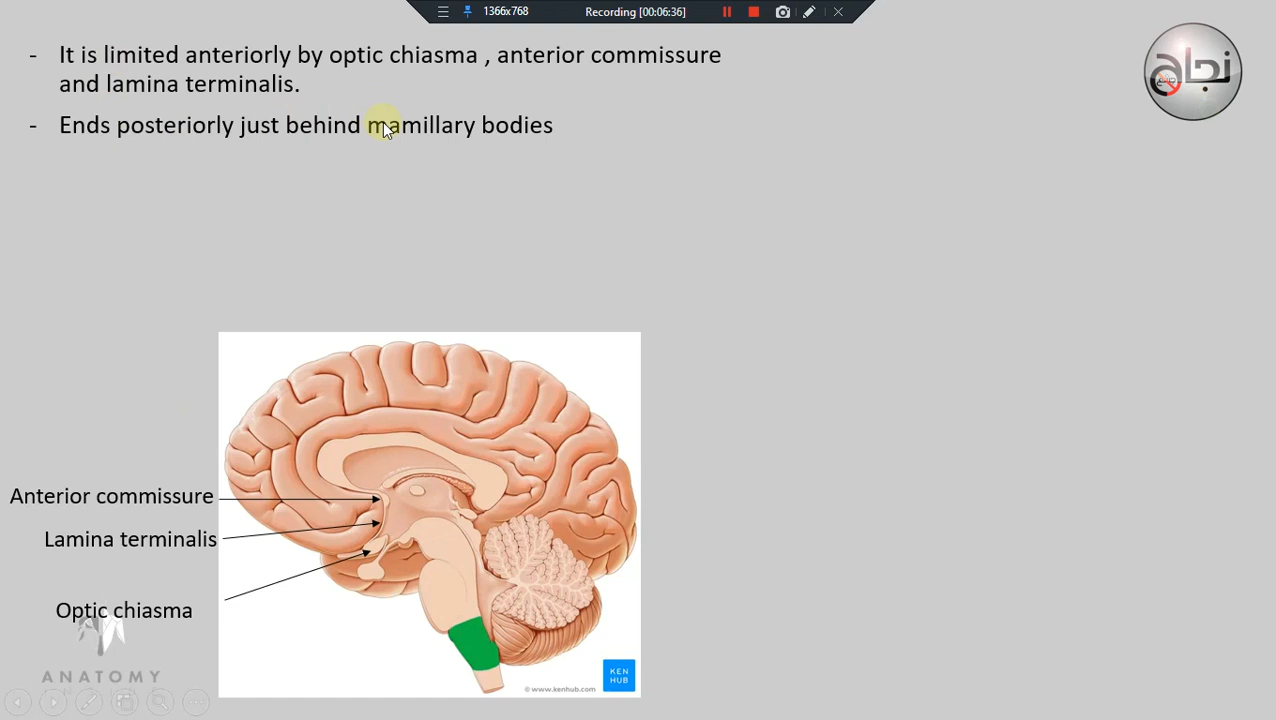 1366x768
Recording [00:06:36]
- It is limited anteriorly by optic chiasma , anterior commissure
and lamina terminalis.
- Ends posteriorly just behind mamillary bodies
Anterior commissure
Lamina terminalis
Optic chiasma
ANATOMY
KEN
HUB
© www.kenhub.com